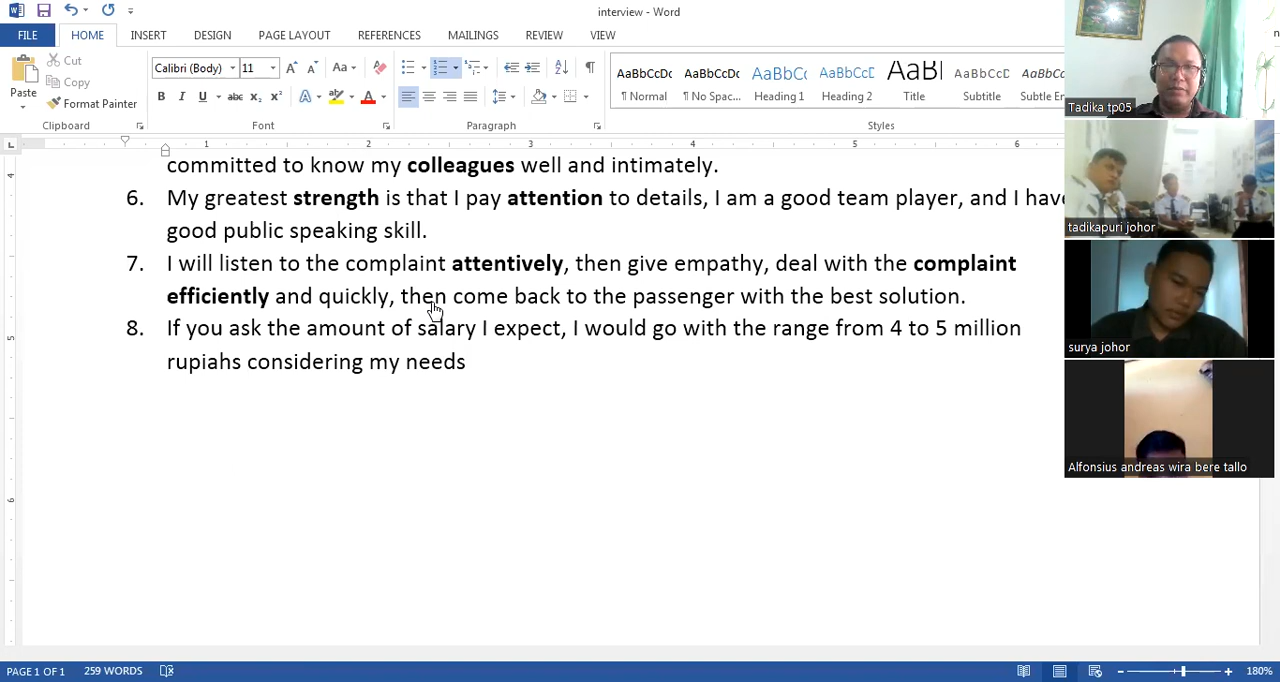 interview - Word
FILE HOME INSERT DESIGN PAGE LAYOUT REFERENCES MAILINGS REVIEW VIEW
Cut
Copy
Format Painter
Paste
Calibri (Body) 11
AaBbCcDc AaBbCcDc AaBbCc AaBbCcD AaBl AaBbCcD AaBbCc
¶ Normal ¶ No Spac... Heading 1 Heading 2 Title Subtitle Subtle En
Clipboard Font Paragraph Styles
committed to know my colleagues well and intimately.
6. My greatest strength is that I pay attention to details, I am a good team player, and I have
good public speaking skill.
7. I will listen to the complaint attentively, then give empathy, deal with the complaint
efficiently and quickly, then come back to the passenger with the best solution.
8. If you ask the amount of salary I expect, I would go with the range from 4 to 5 million
rupiahs considering my needs
Tadika tp05
tadikapuri johor
surya johor
Alfonsius andreas wira bere tallo
PAGE 1 OF 1 259 WORDS 180%